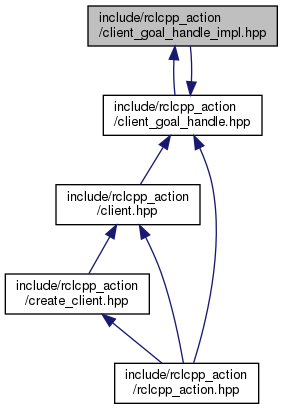 include/rclcpp_action
/client_goal_handle_impl.hpp
include/rclcpp_action
/client_goal_handle.hpp
include/rclcpp_action
/client.hpp
include/rclcpp_action
/create_client.hpp
include/rclcpp_action
/rclcpp_action.hpp